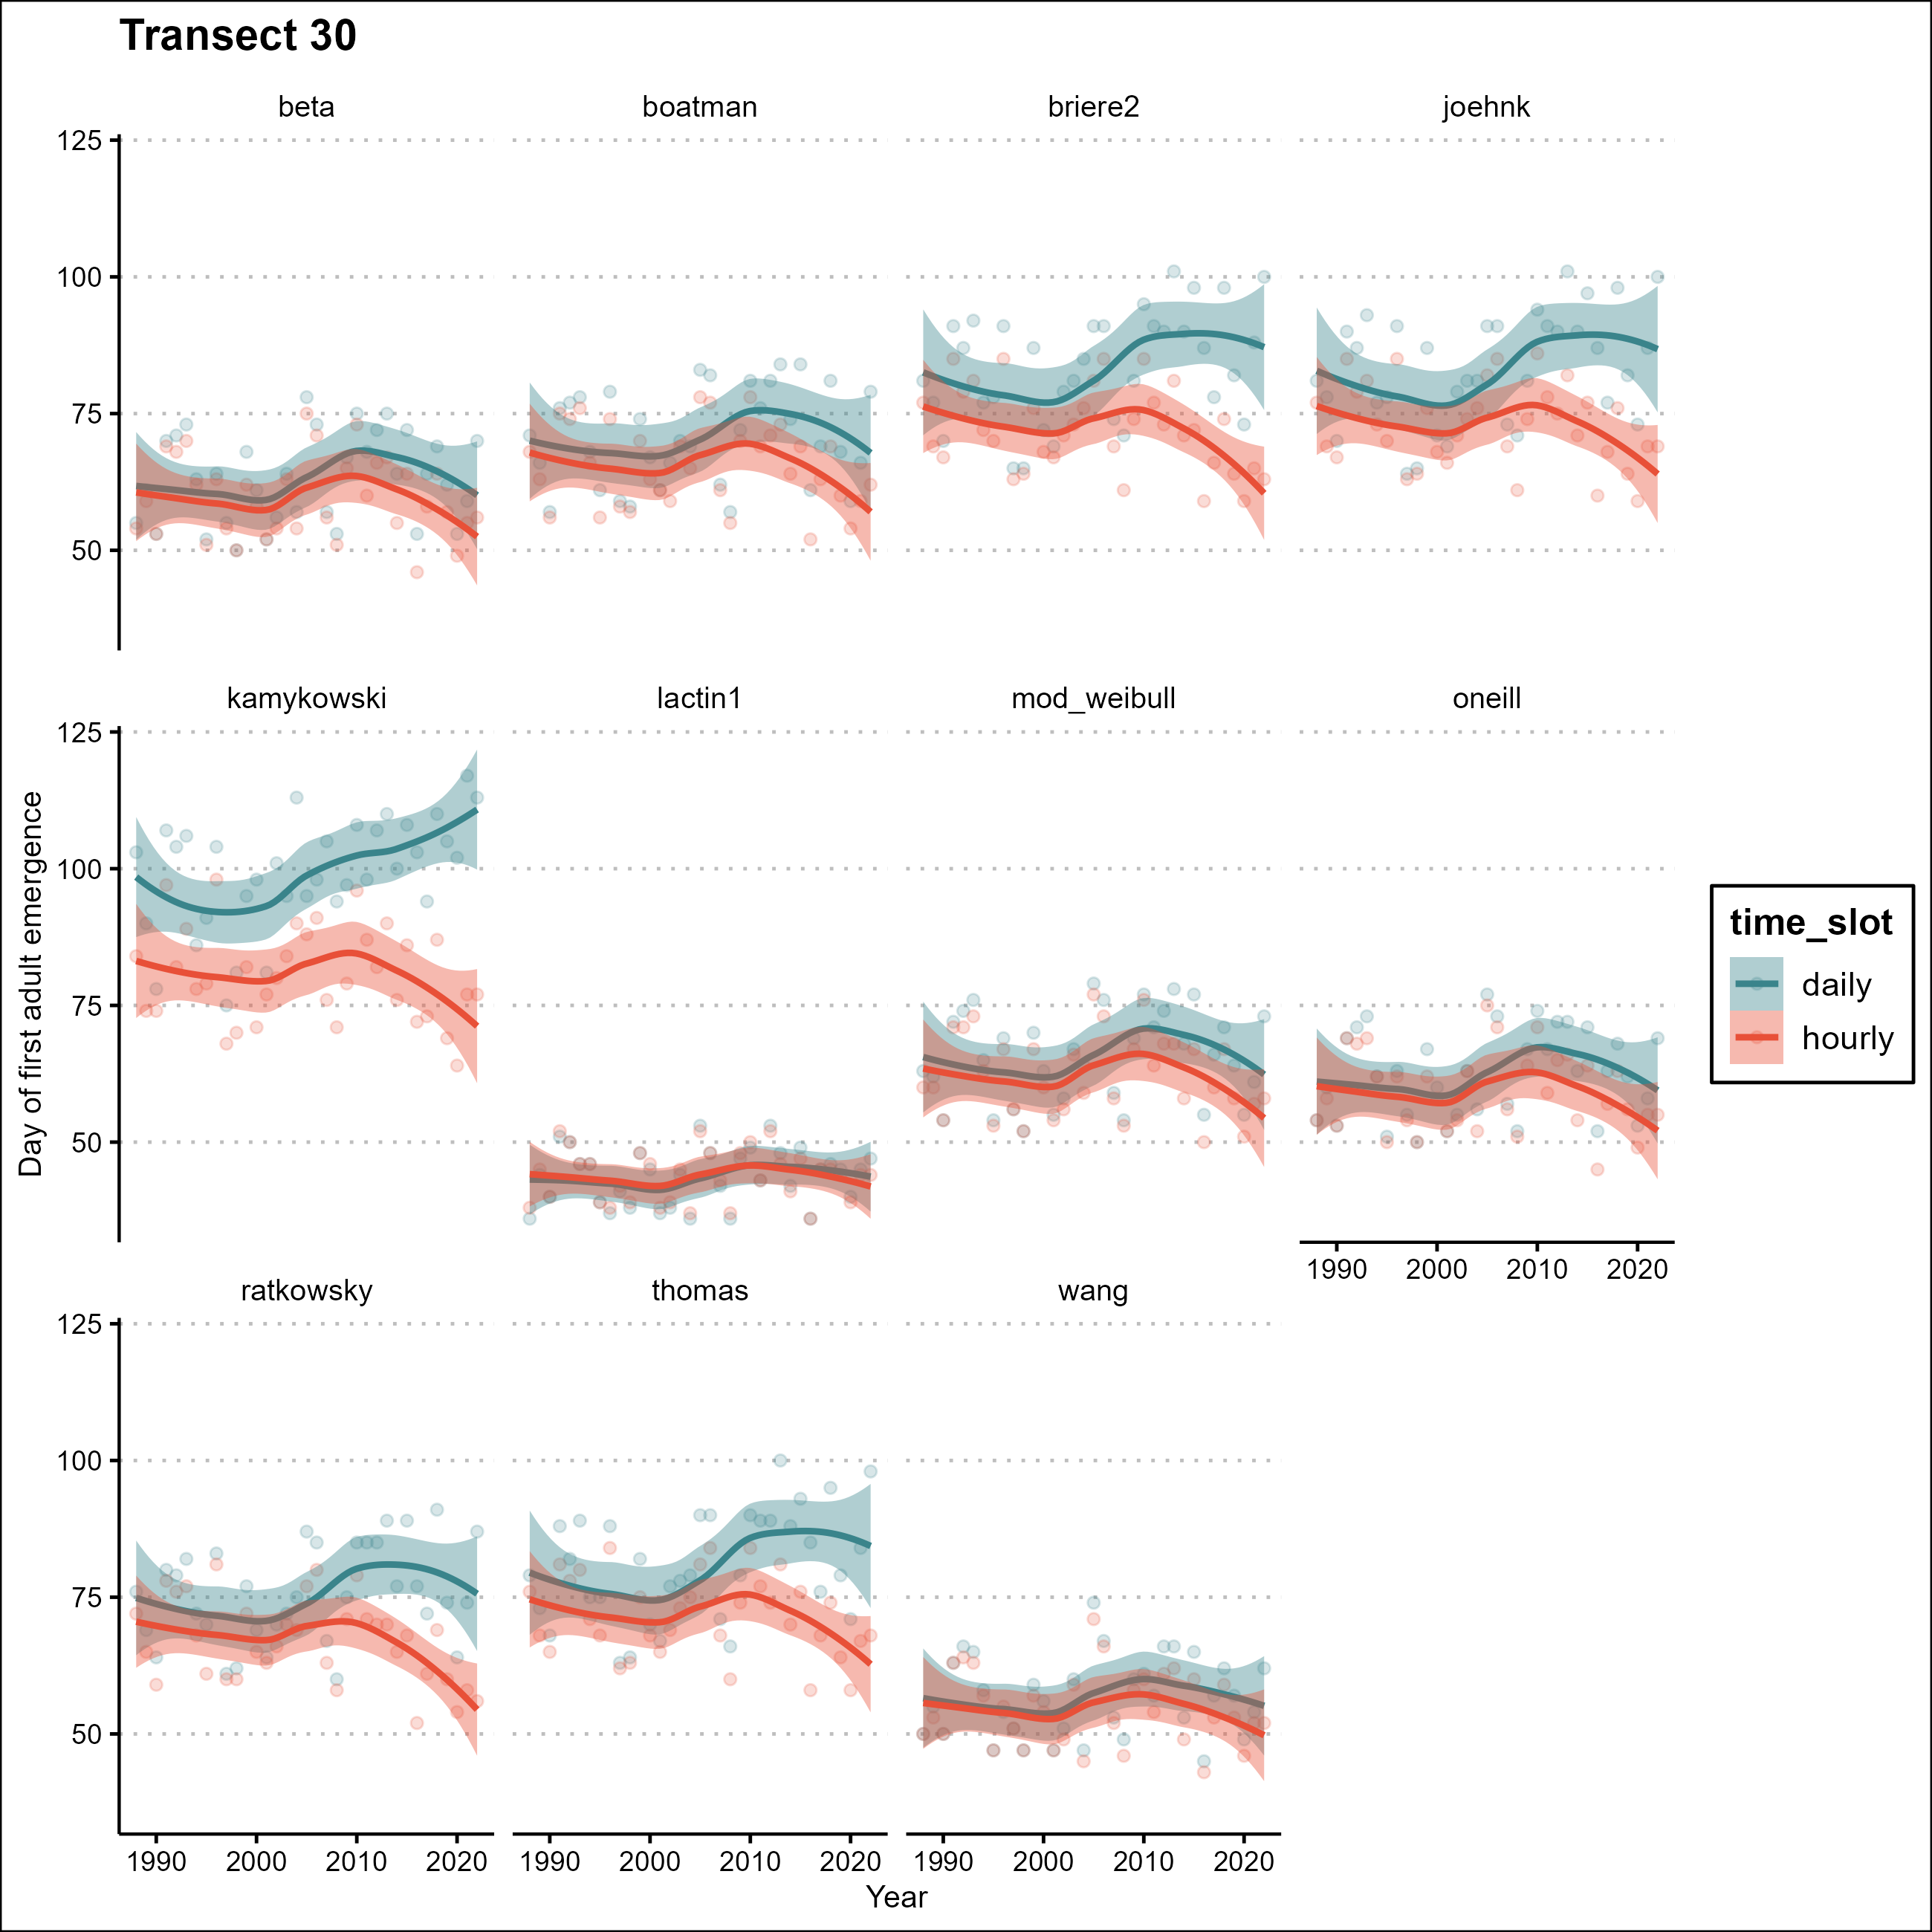 Transect 30
beta boatman briere2 joehnk
125
100
75
50
kamykowski lactin1 mod_weibull oneill
125
100
75
50
Day of first adult emergence
time_slot
daily
hourly
1990 2000 2010 2020
ratkowsky thomas wang
125
100
75
50
1990 2000 2010 2020 1990 2000 2010 2020 1990 2000 2010 2020
Year